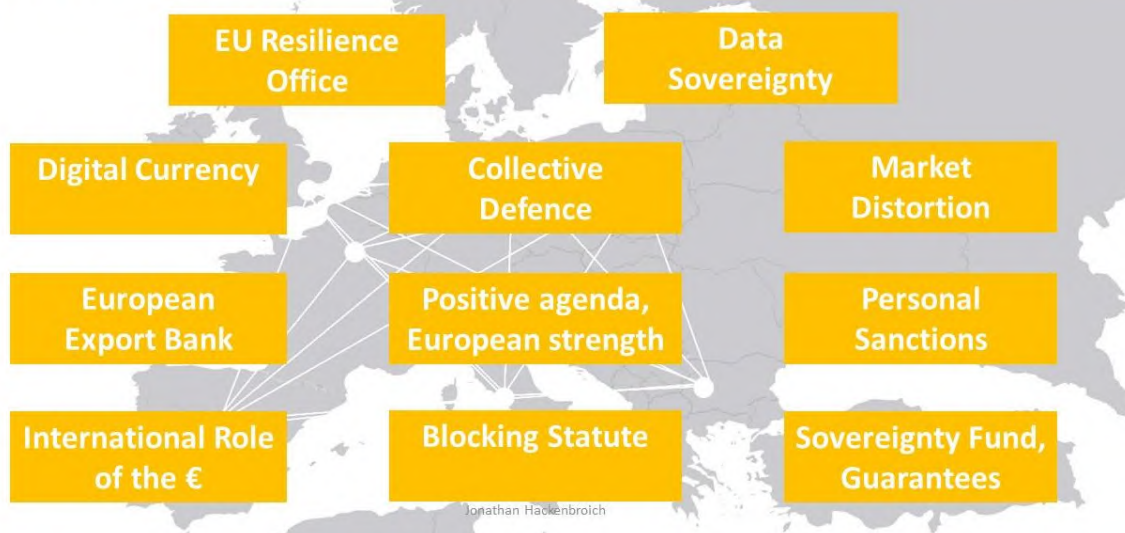 EU Resilience
Office
Data
Sovereignty
Digital Currency
Collective
Defence
Market
Distortion
European
Export Bank
Positive agenda,
European strength
Personal
Sanctions
International Role
of the €
Blocking Statute
Sovereignty Fund,
Guarantees
Jonathan Hackenbroich